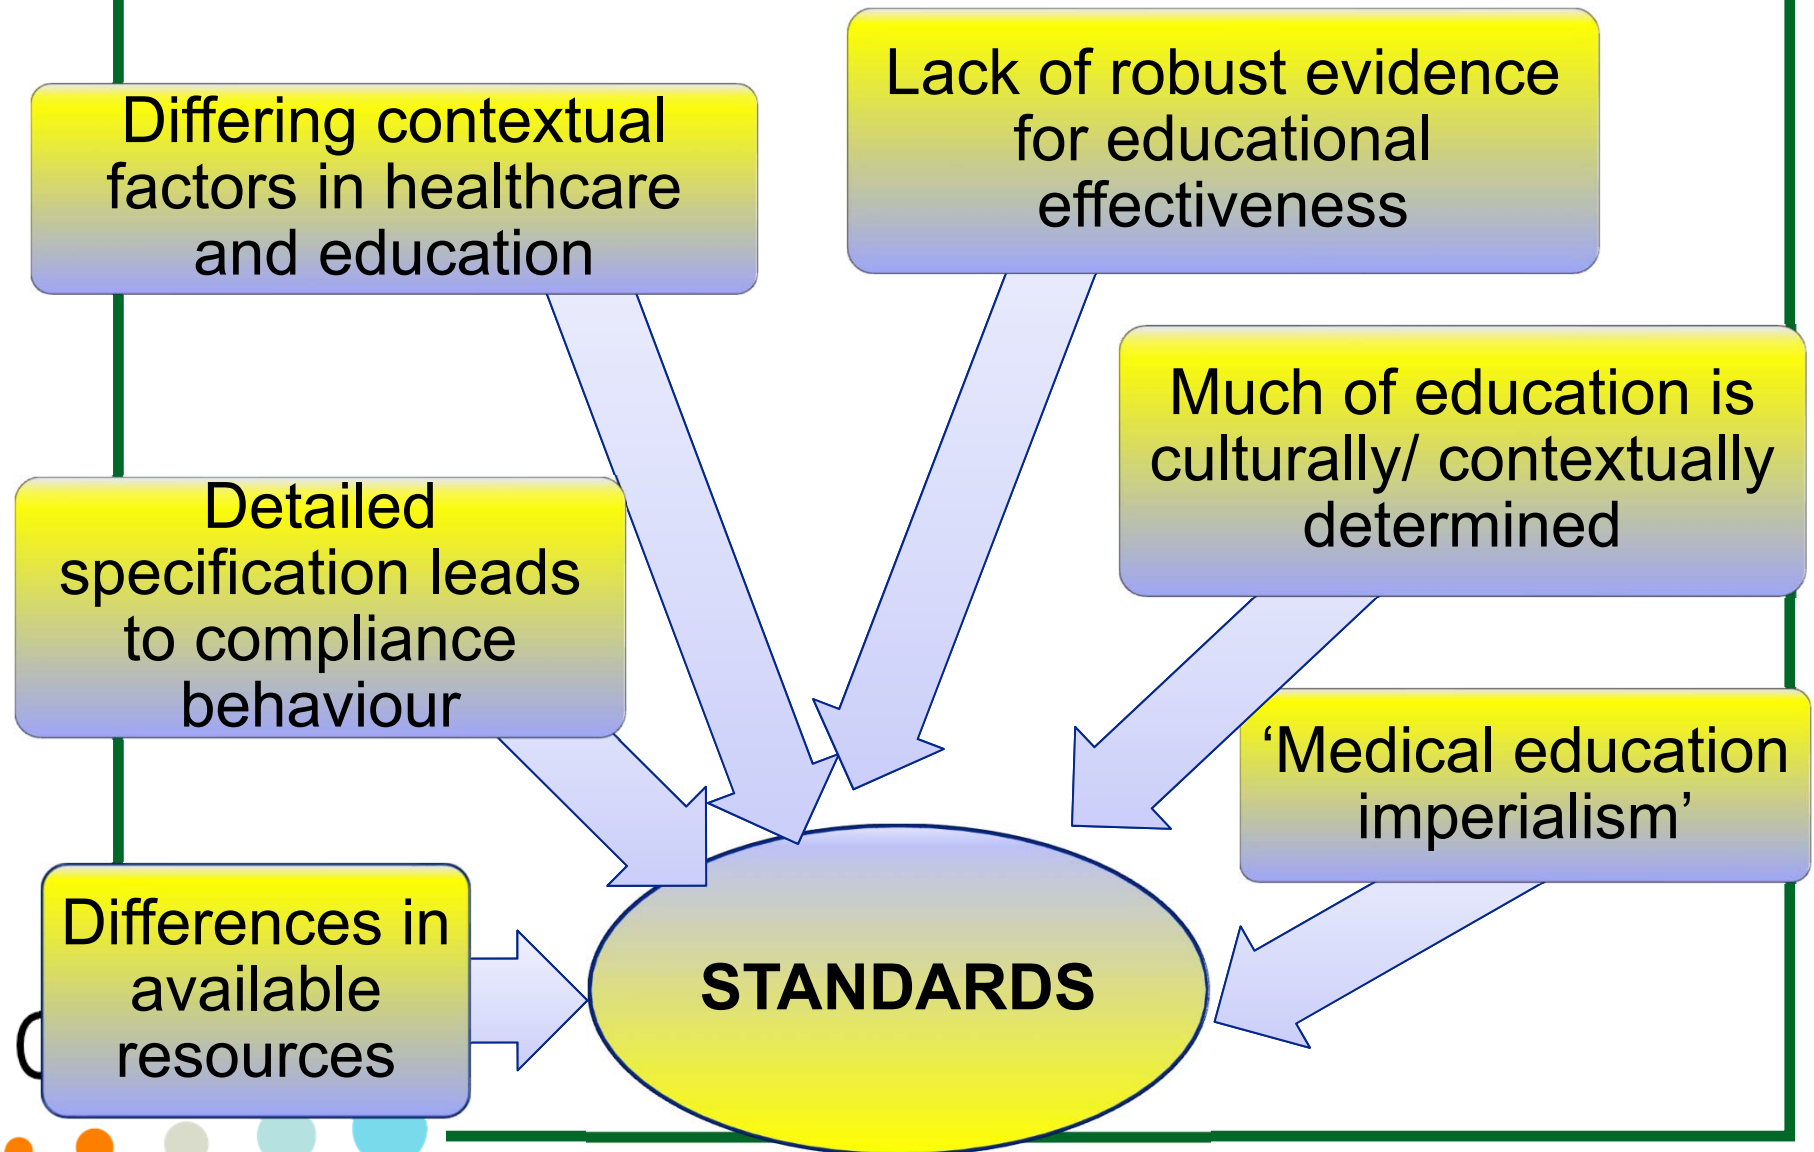 Lack of robust evidence
for educational
effectiveness
Differing contextual
factors in healthcare
and education
Much of education is
culturally/ contextually
determined
Detailed
specification leads
to compliance
behaviour
‘Medical education
imperialism’
Differences in
available
resources
STANDARDS